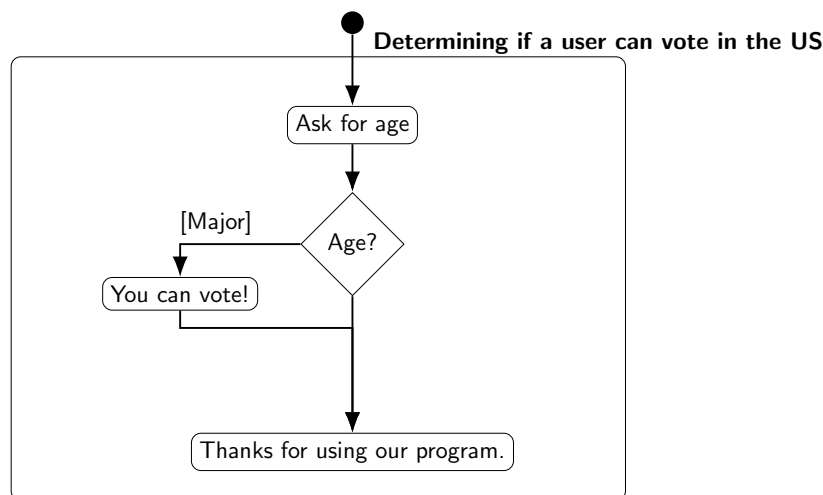 Determining if a user can vote in the US
Ask for age
Age?
[Major]
You can vote!
Thanks for using our program.